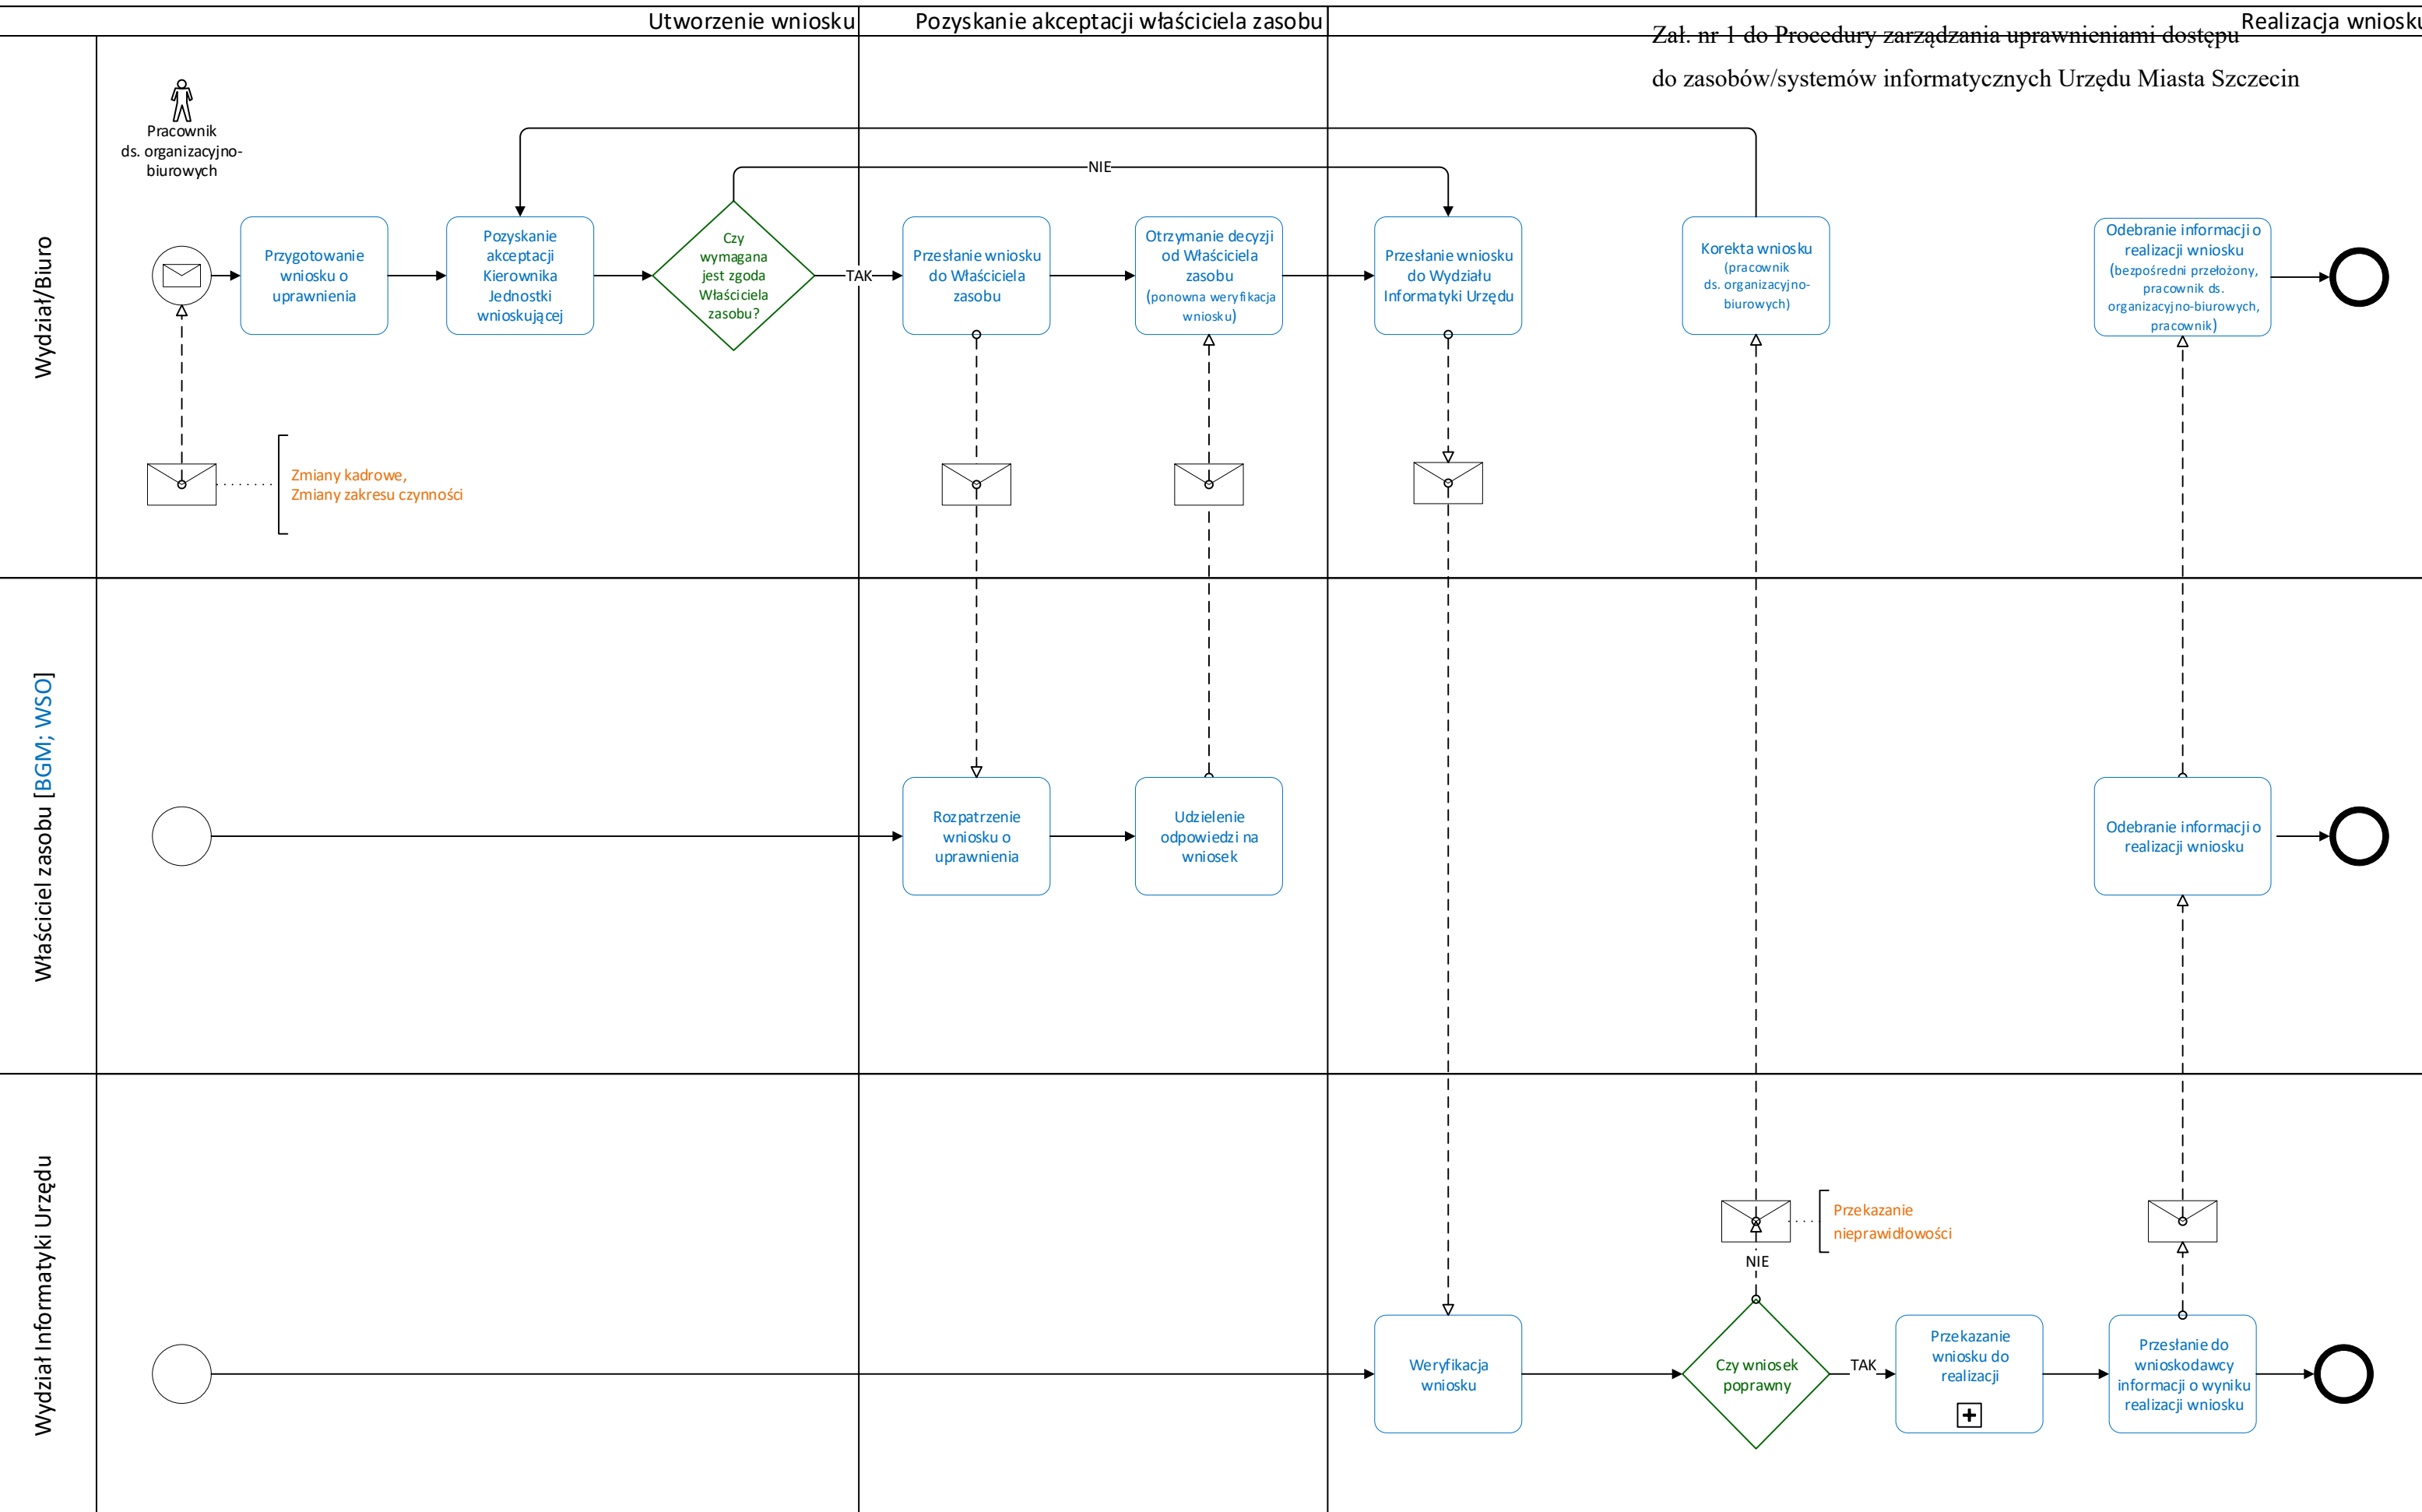 Utworzenie wniosku
Pozyskanie akceptacji właściciela zasobu
Realizacja wniosku
Zał. nr 1 do Procedury zarządzania uprawnieniami dostępu
do zasobów/systemów informatycznych Urzędu Miasta Szczecin
Wydział/Biuro
Pracownik
ds. organizacyjno-
biurowych
NIE
Przygotowanie
wniosku o
uprawnienia
Pozyskanie
akceptacji
Kierownika
Jednostki
wnioskującej
Czy
wymagana
jest zgoda
Właściciela
zasobu?
TAK
Przesłanie wniosku
do Właściciela
zasobu
Otrzymanie decyzji
od Właściciela
zasobu
(ponowna weryfikacja
wniosku)
Przesłanie wniosku
do Wydziału
Informatyki Urzędu
Korekta wniosku
(pracownik
ds. organizacyjno-
biurowych)
Odebranie informacji o
realizacji wniosku
(bezpośredni przełożony,
pracownik ds.
organizacyjno-biurowych,
pracownik)
Zmiany kadrowe,
Zmiany zakresu czynności
Właściciel zasobu [BGM; WSO]
Rozpatrzenie
wniosku o
uprawnienia
Udzielenie
odpowiedzi na
wniosek
Odebranie informacji o
realizacji wniosku
Wydział Informatyki Urzędu
Przekazanie
nieprawidłowości
NIE
Weryfikacja
wniosku
Czy wniosek
poprawny
TAK
Przekazanie
wniosku do
realizacji
Przesłanie do
wnioskodawcy
informacji o wyniku
realizacji wniosku